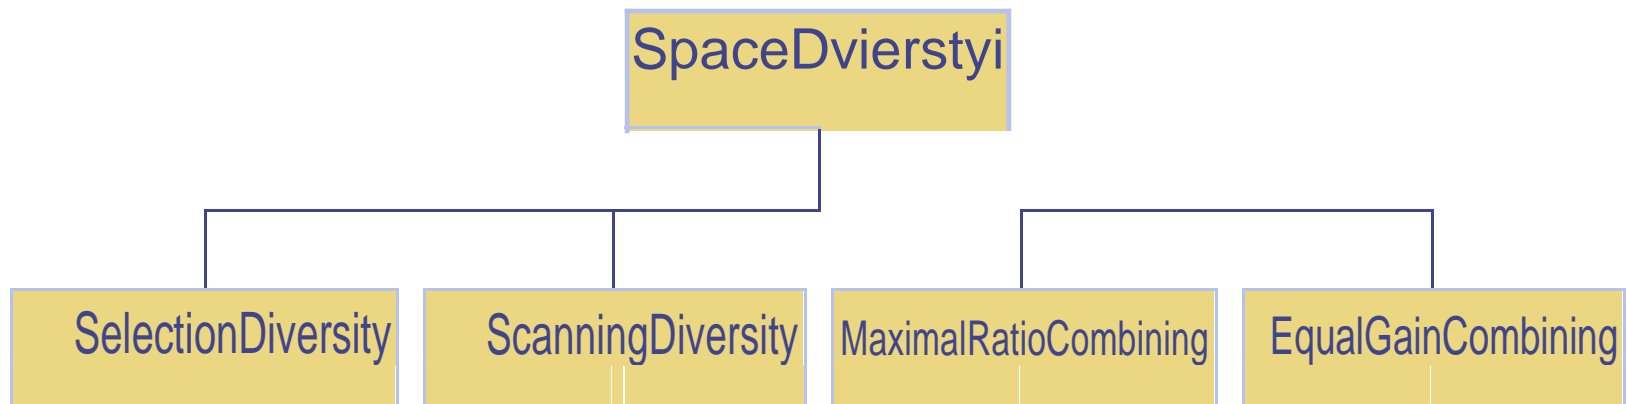 SpaceDvierstyi
SelectionDiversity
ScanningDiversity
MaximalRatioCombining
EqualGainCombining